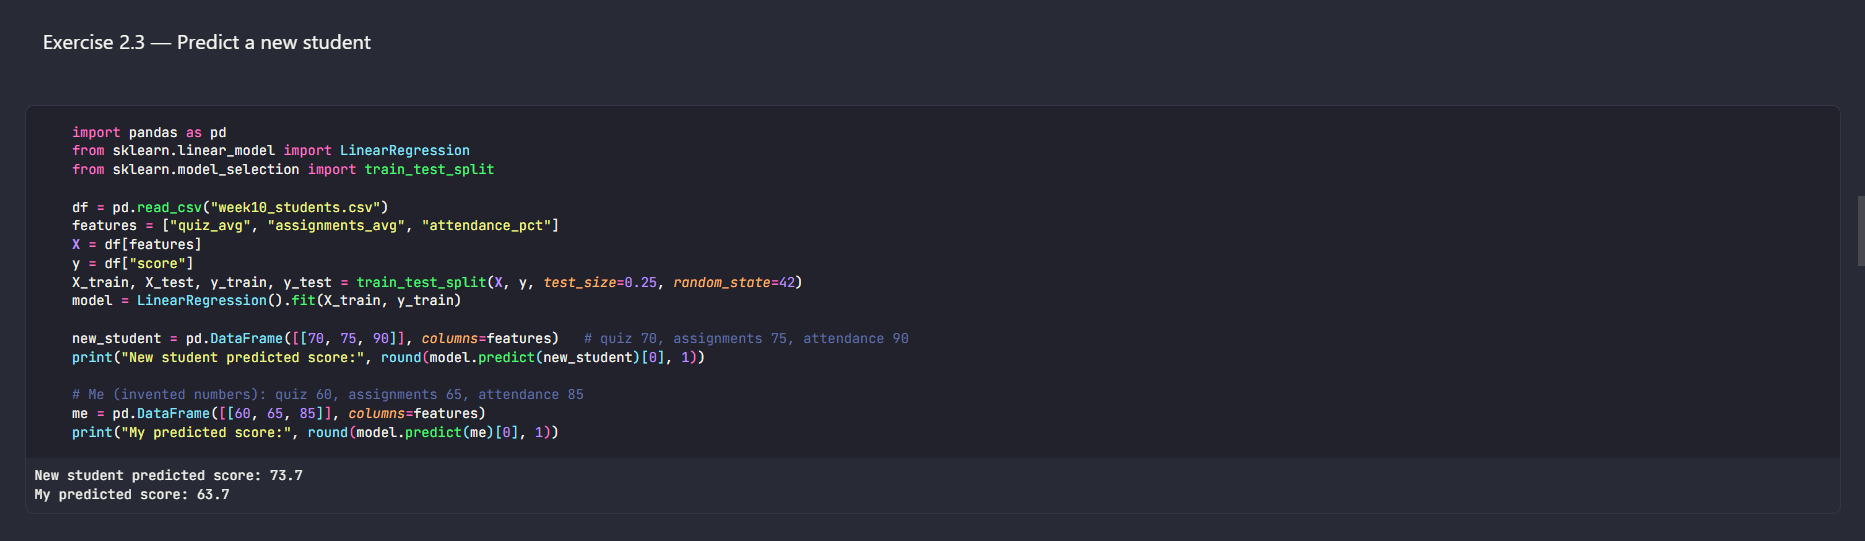 Exercise 2.3 — Predict a new student
import pandas as pd
from sklearn.linear_model import LinearRegression
from sklearn.model_selection import train_test_split
df = pd.read_csv("week10_students.csv")
features = ["quiz_avg", "assignments_avg", "attendance_pct"]
X = df[features]
y = df["score"]
X_train, X_test, y_train, y_test = train_test_split(X, y, test_size=0.25, random_state=42)
model = LinearRegression().fit(X_train, y_train)
new_student = pd.DataFrame([[70, 75, 90]], columns=features)   # quiz 70, assignments 75, attendance 90
print("New student predicted score:", round(model.predict(new_student)[0], 1))
# Me (invented numbers): quiz 60, assignments 65, attendance 85
me = pd.DataFrame([[60, 65, 85]], columns=features)
print("My predicted score:", round(model.predict(me)[0], 1))
New student predicted score: 73.7
My predicted score: 63.7